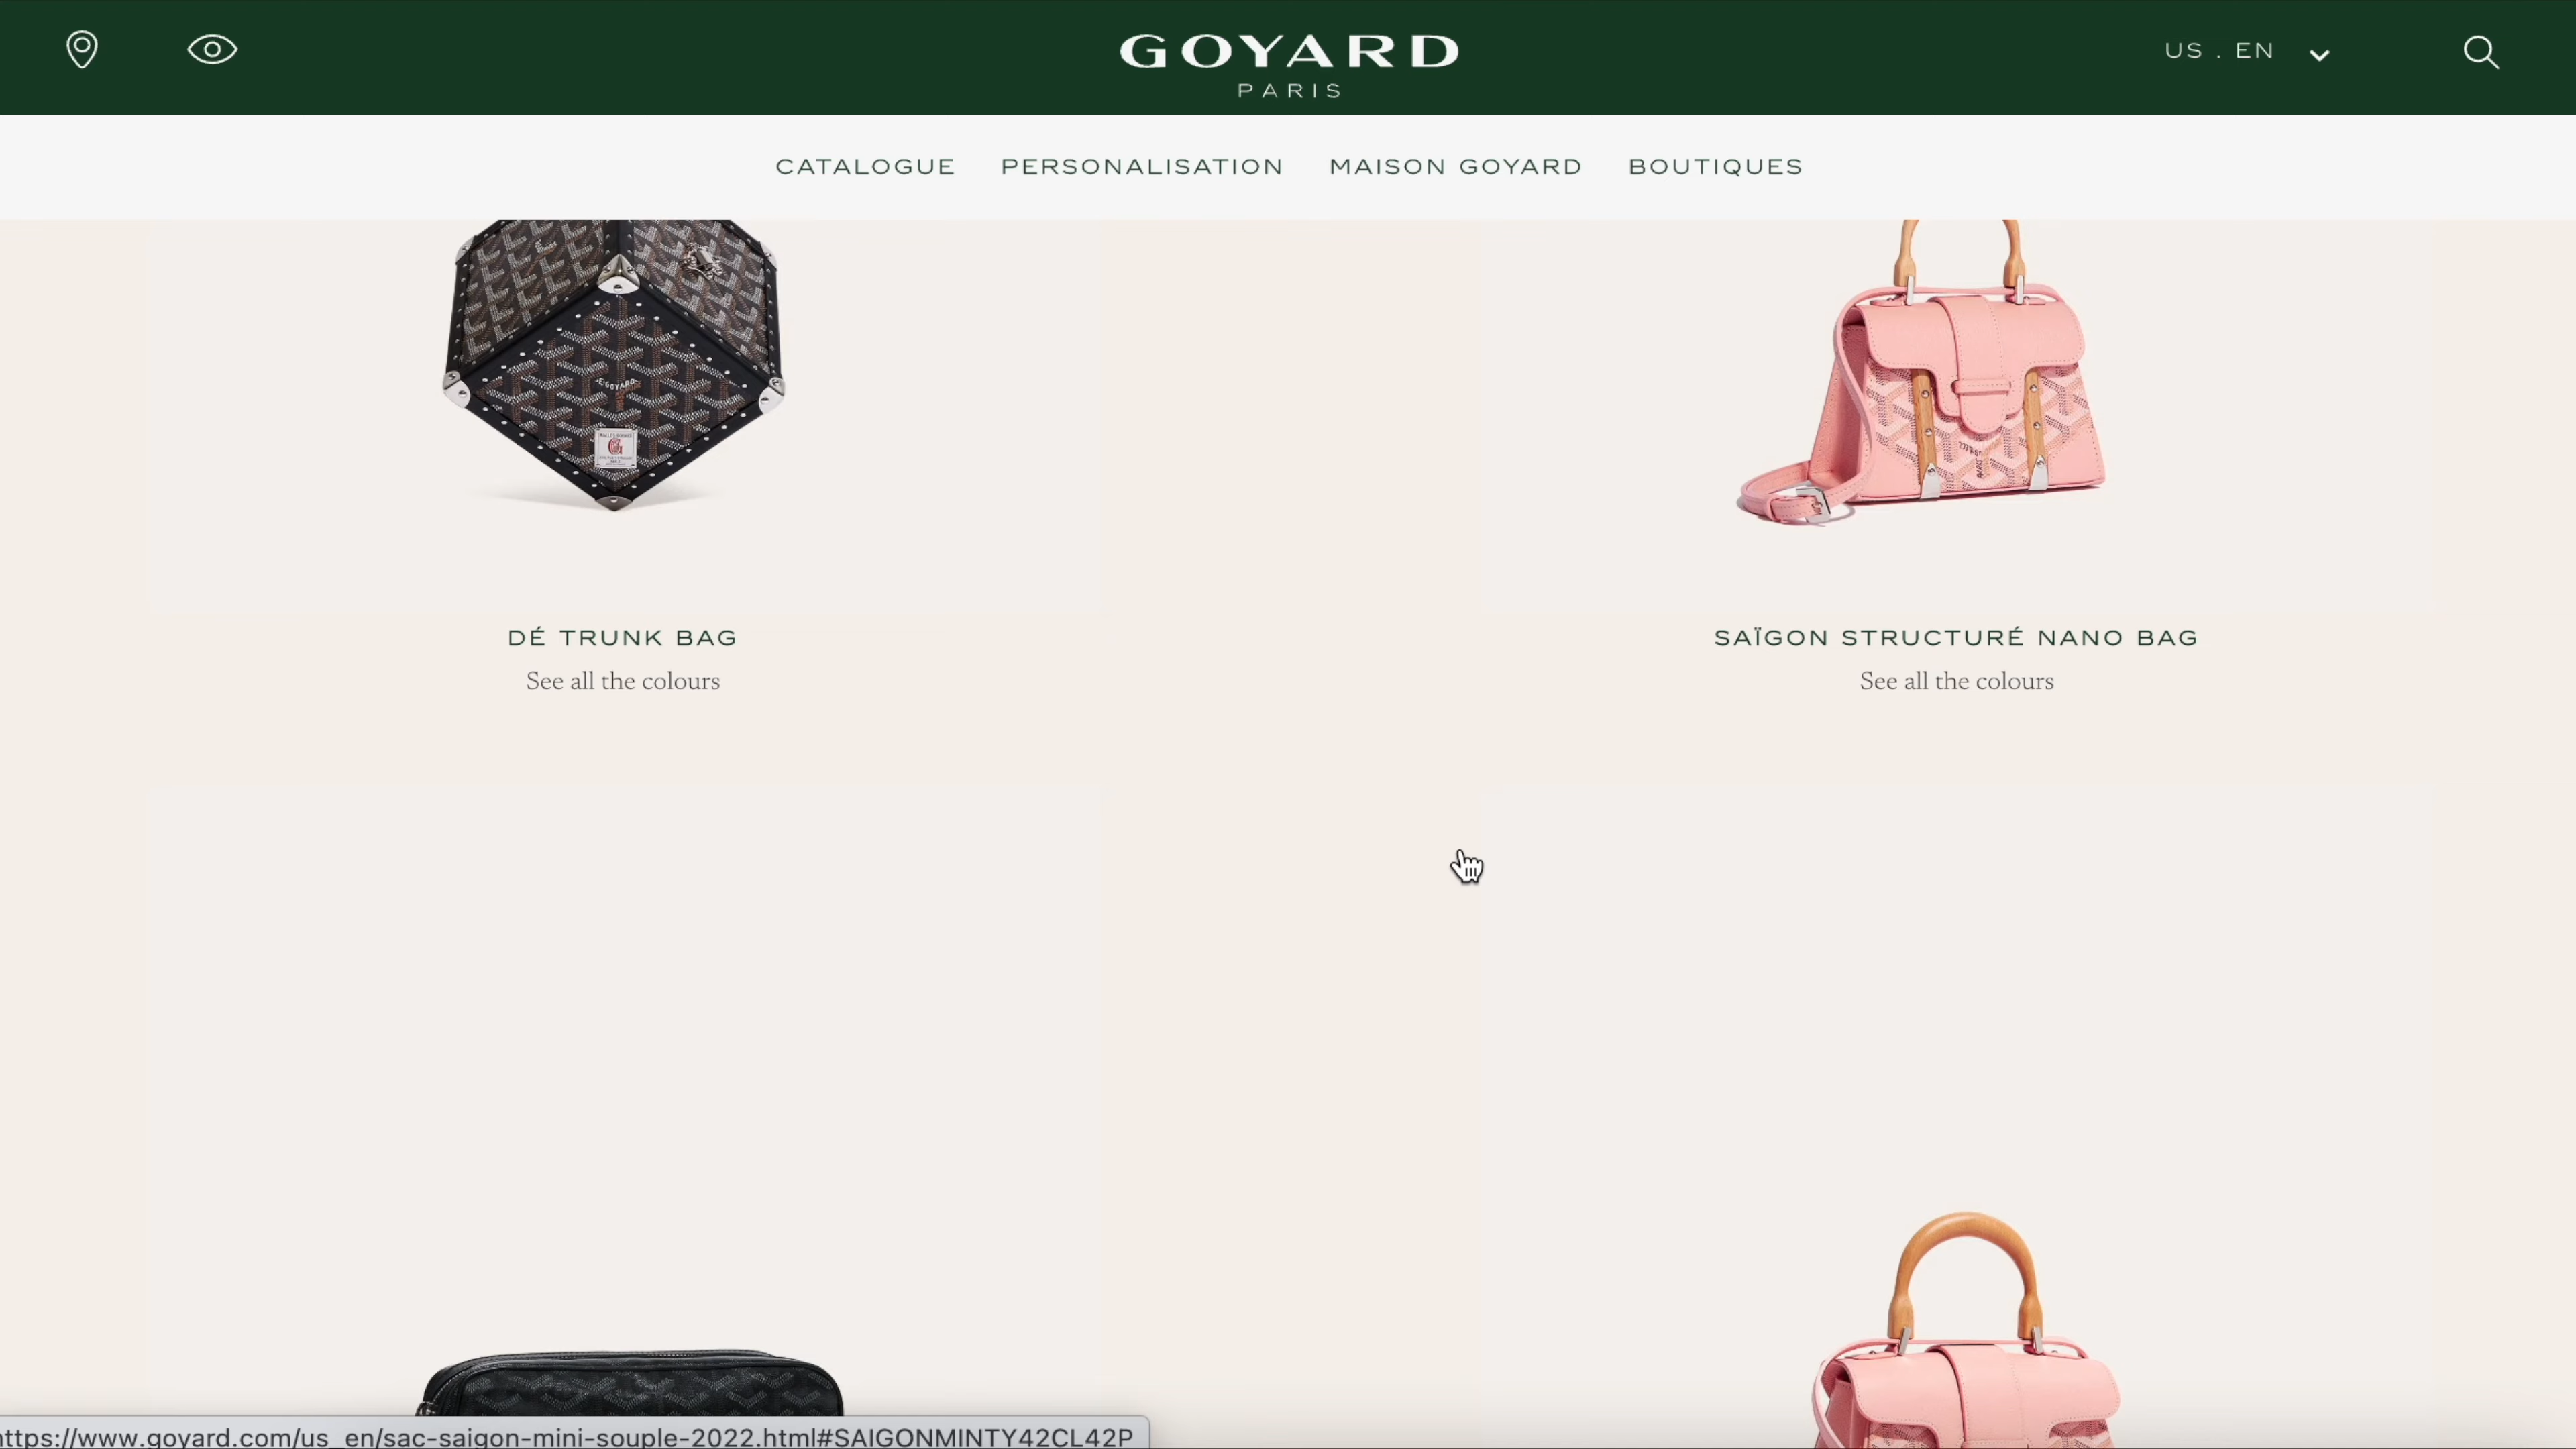 GOYARD
PARIS
US . EN
CATALOGUE PERSONALISATION MAISON GOYARD BOUTIQUES
DÉ TRUNK BAG
See all the colours
SAÏGON STRUCTURÉ NANO BAG
See all the colours
ttps://www.goyard.com/us_en/sac-saigon-mini-souple-2022.html#SAIGONMINTY42CL42P